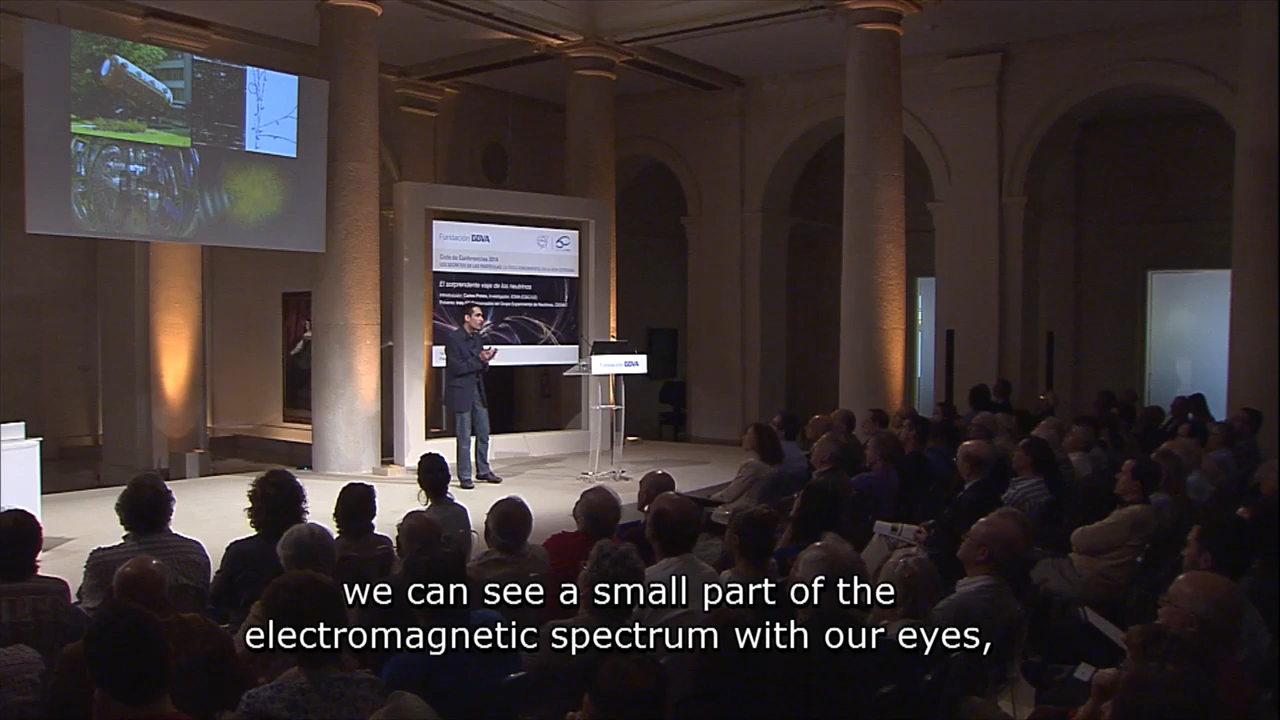 Fundación BBVA
Ciclo de Conferencias 2014
El sorprendente viaje de los neutrinos
Fundación BBVA
we can see a small part of the
electromagnetic spectrum with our eyes,